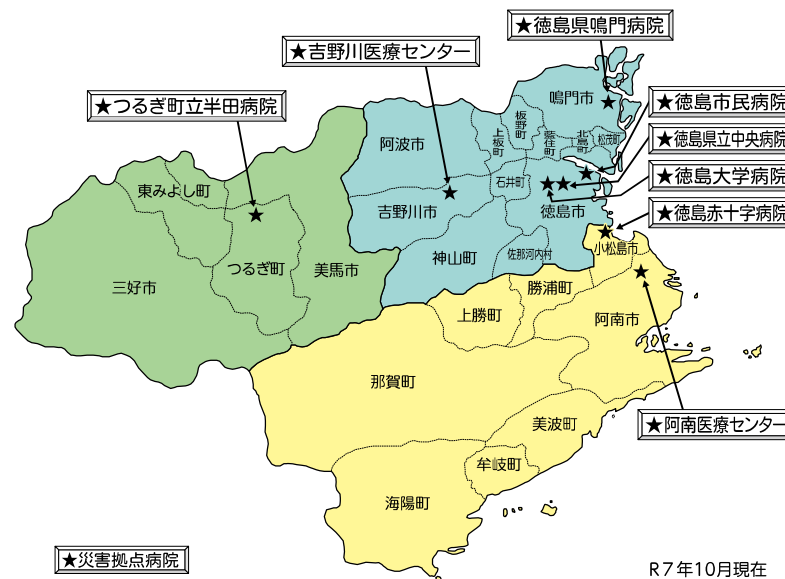 ★徳島県鳴門病院
★吉野川医療センター
★つるぎ町立半田病院
★徳島市民病院
★徳島県立中央病院
★徳島大学病院
★徳島赤十字病院
鳴門市
板野町
上板町
藍住町
北島町
松茂町
阿波市
石井町
吉野川市
徳島市
神山町
佐那河内村
小松島市
東みよし町
つるぎ町
美馬市
三好市
勝浦町
上勝町
阿南市
那賀町
美波町
★阿南医療センター
牟岐町
海陽町
★災害拠点病院
R7年10月現在